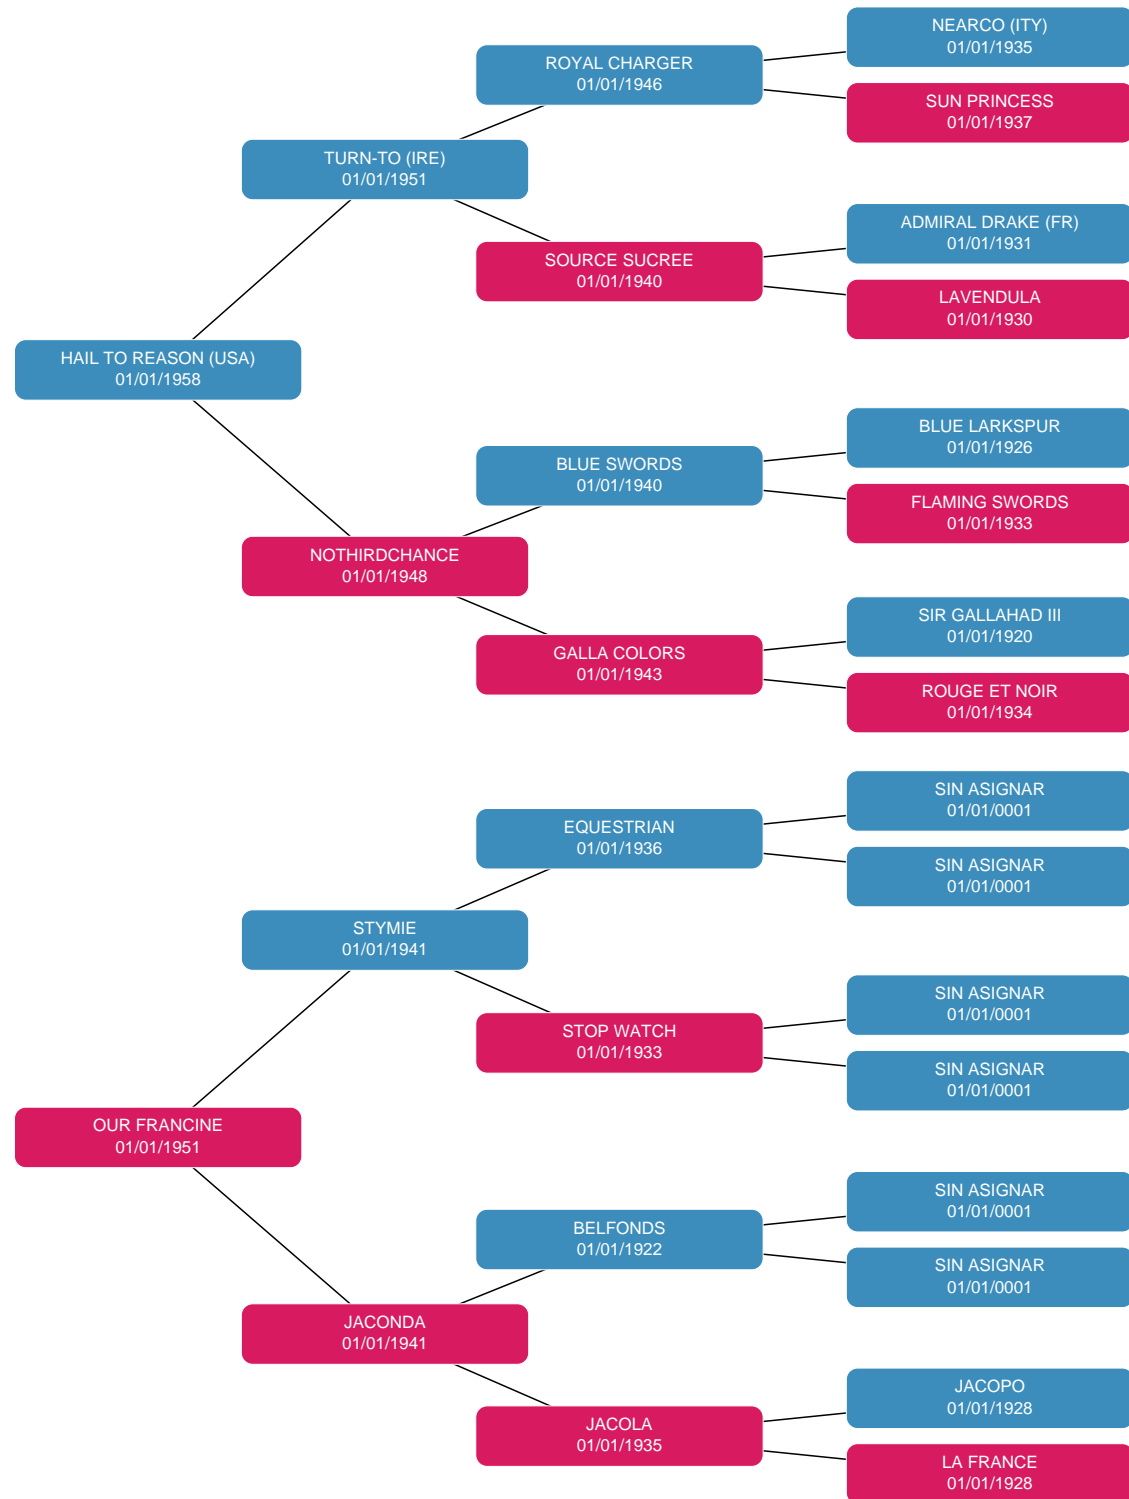 NEARCO (ITY)
01/01/1935
ROYAL CHARGER
01/01/1946
SUN PRINCESS
01/01/1937
TURN-TO (IRE)
01/01/1951
ADMIRAL DRAKE (FR)
01/01/1931
SOURCE SUCREE
01/01/1940
LAVENDULA
01/01/1930
HAIL TO REASON (USA)
01/01/1958
BLUE LARKSPUR
01/01/1926
BLUE SWORDS
01/01/1940
FLAMING SWORDS
01/01/1933
NOTHIRDCHANCE
01/01/1948
SIR GALLAHAD III
01/01/1920
GALLA COLORS
01/01/1943
ROUGE ET NOIR
01/01/1934
SIN ASIGNAR
01/01/0001
EQUESTRIAN
01/01/1936
SIN ASIGNAR
01/01/0001
STYMIE
01/01/1941
SIN ASIGNAR
01/01/0001
STOP WATCH
01/01/1933
SIN ASIGNAR
01/01/0001
OUR FRANCINE
01/01/1951
SIN ASIGNAR
01/01/0001
BELFONDS
01/01/1922
SIN ASIGNAR
01/01/0001
JACONDA
01/01/1941
JACOPO
01/01/1928
JACOLA
01/01/1935
LA FRANCE
01/01/1928